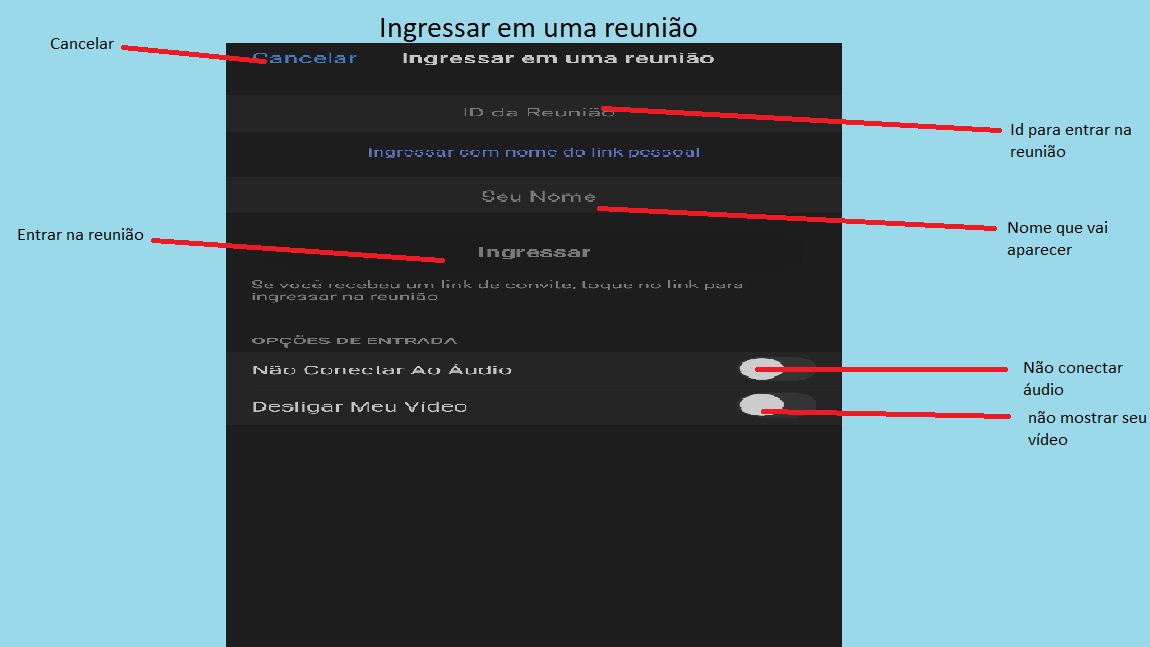 Ingressar em uma reunião
Cancelar
Cancelar
Ingressar em uma reunião
ID da Reunião
Id para entrar na
reunião
Ingressar com nome do link pessoal
Seu Nome
Nome que vai
aparecer
Entrar na reunião
Ingressar
Se você recebeu um link de convite, toque no link para
ingressar na reunião
OPÇÕES DE ENTRADA
Não Conectar Ao Áudio
Não conectar
áudio
Desligar Meu Vídeo
não mostrar seu
vídeo